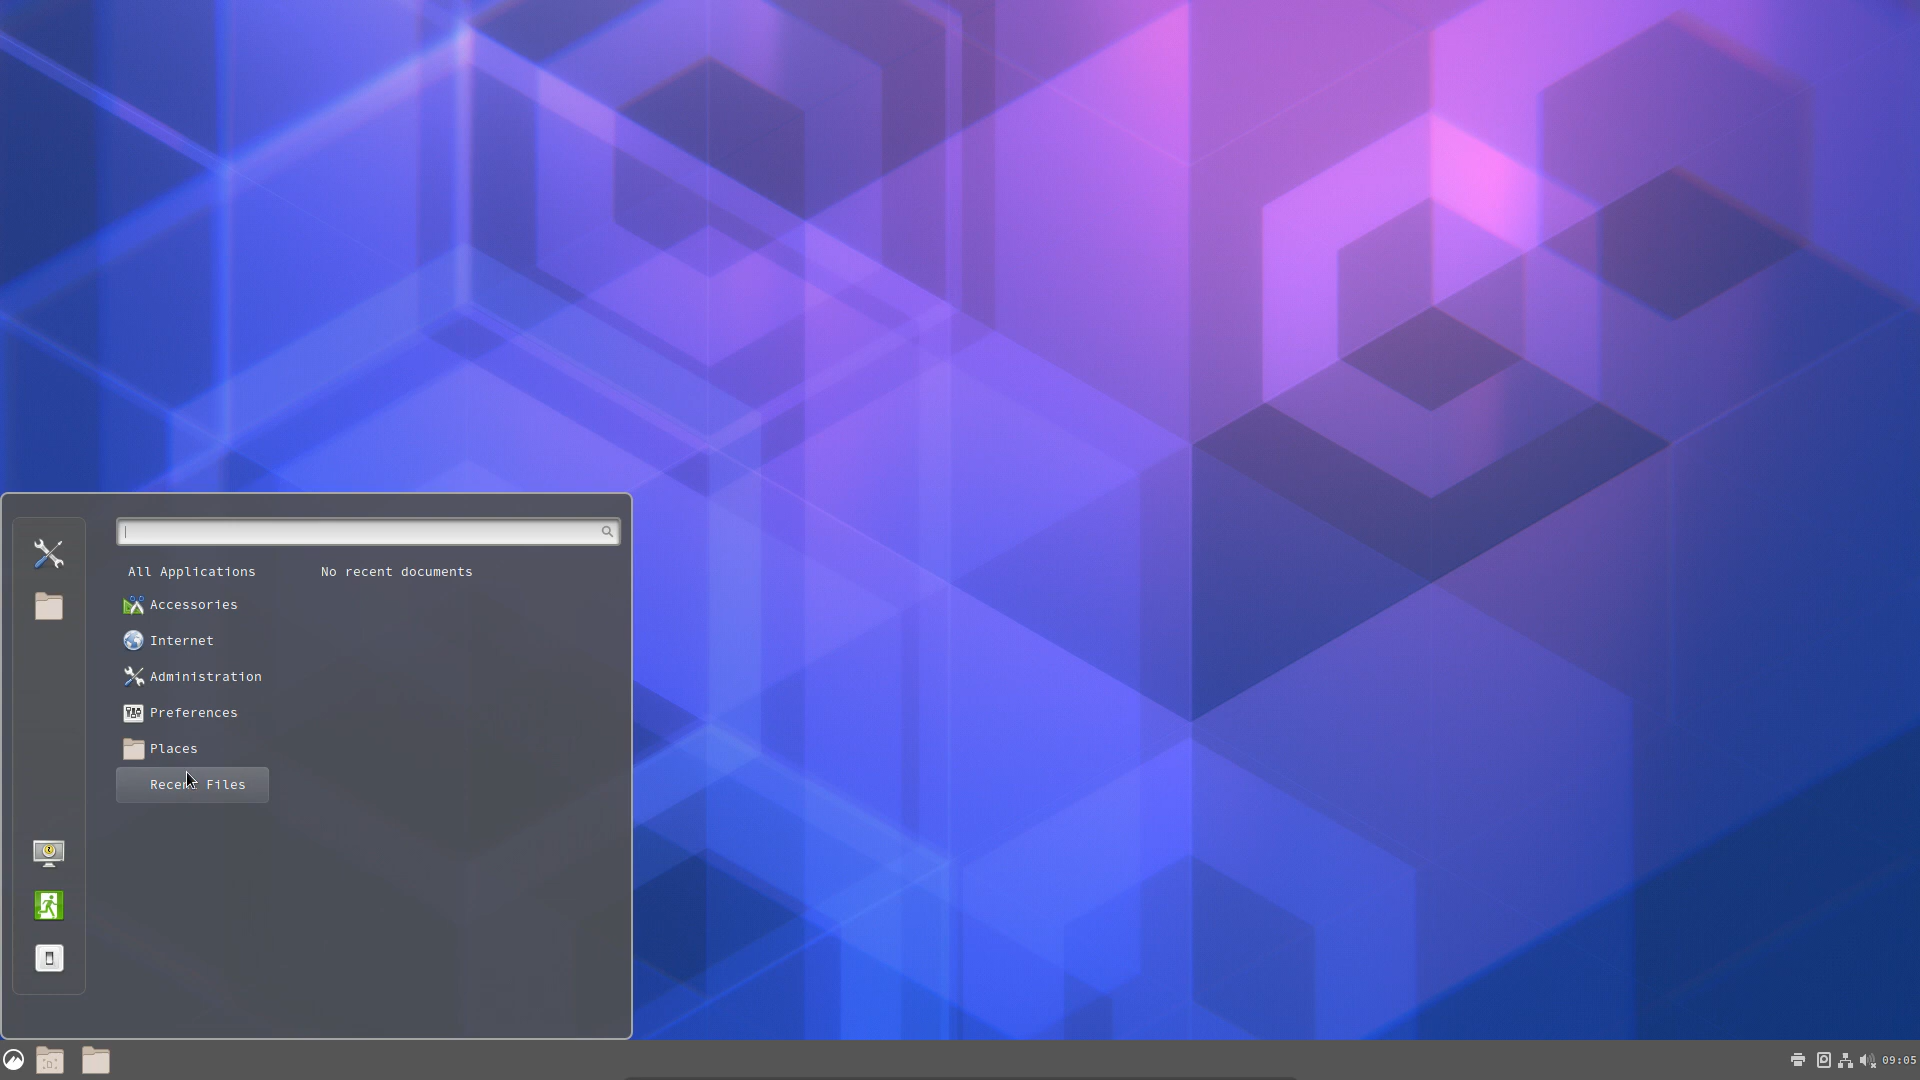 All Applications
No recent documents
Accessories
Internet
Administration
Preferences
Places
Recent Files
09:05